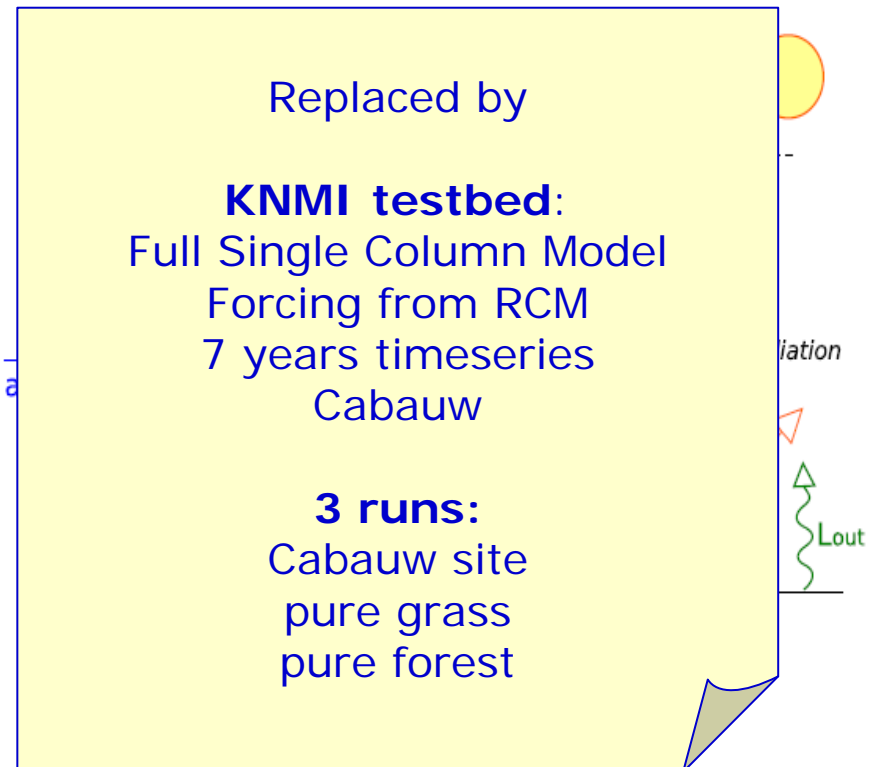 Replaced by
KNMI testbed:
Full Single Column Model
Forcing from RCM
7 years timeseries
Cabauw
3 runs:
Cabauw site
pure grass
pure forest
Lout